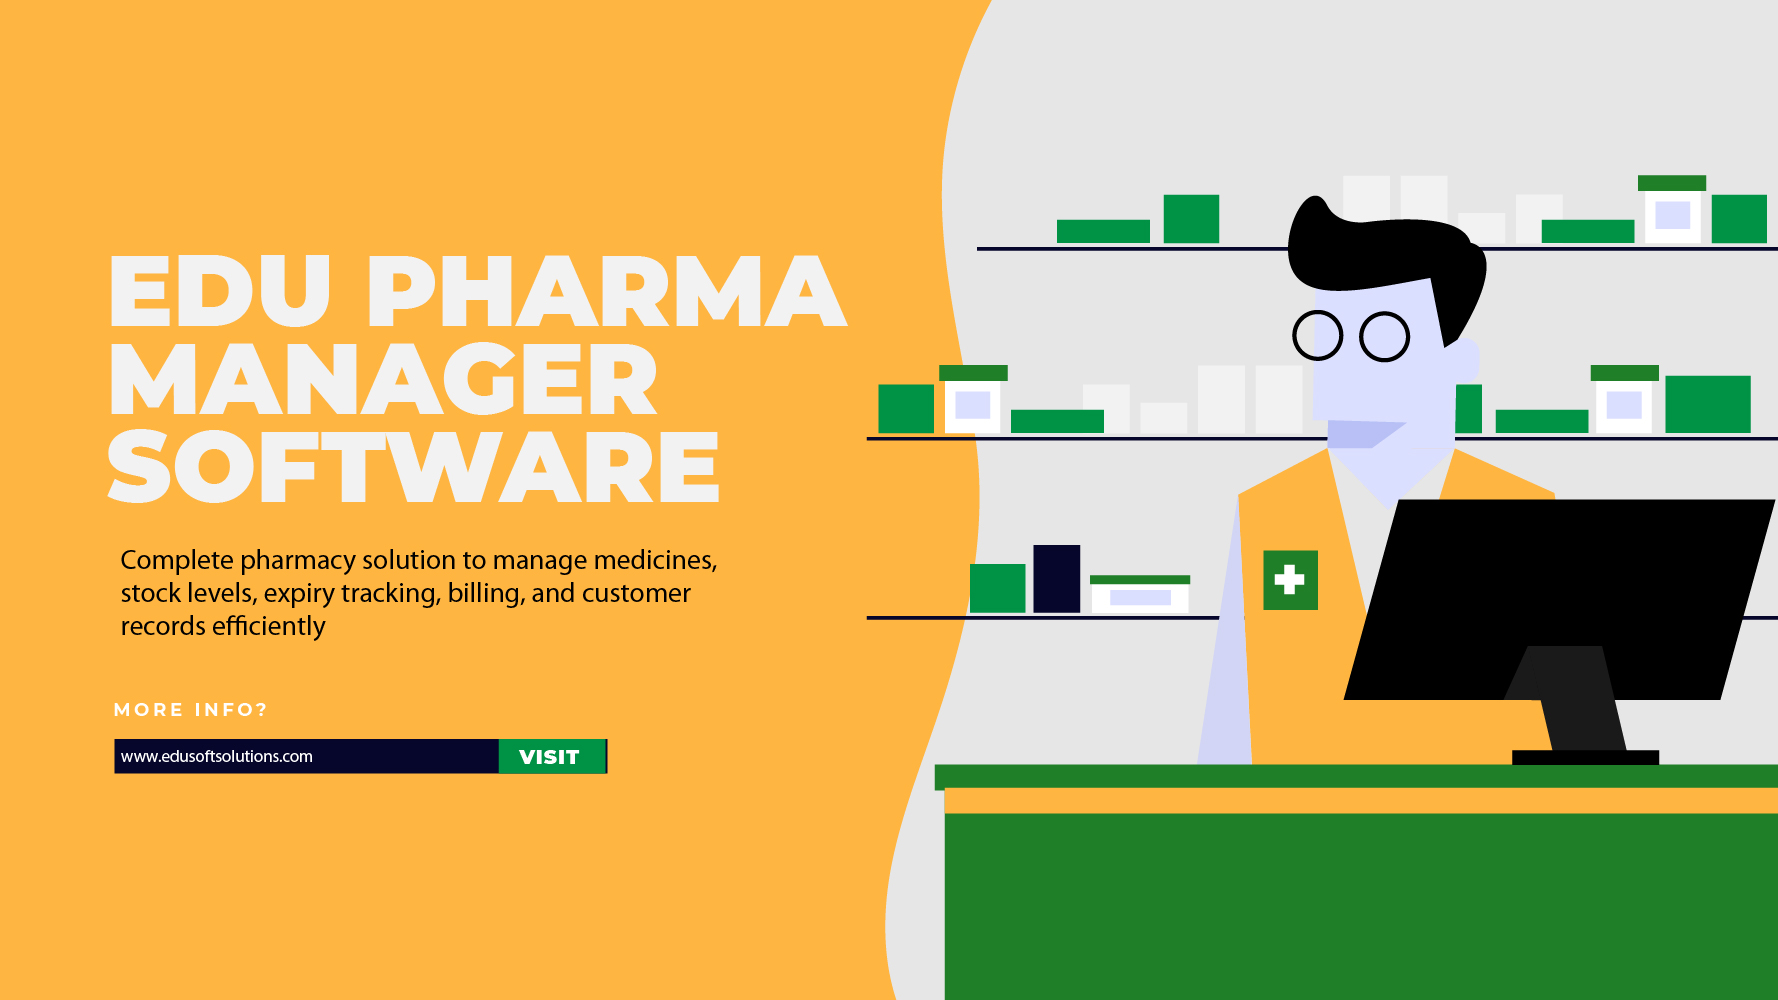 EDU PHARMA
MANAGER
SOFTWARE
Complete pharmacy solution to manage medicines,
stock levels, expiry tracking, billing, and customer
records efficiently
MORE INFO?
www.edusoftsolutions.com VISIT